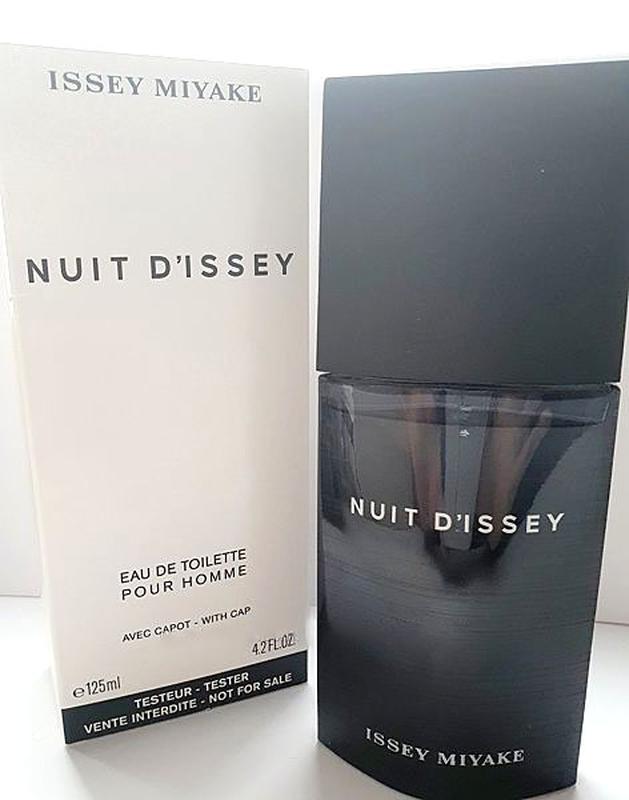 ISSEY MIYAKE
NUIT D'ISSEY
EAU DE TOILETTE
POUR HOMME
AVEC CAPOT - WITH CAP
4.2 FL.OZ.
e125ml
TESTEUR - TESTER
VENTE INTERDITE - NOT FOR SALE
NUIT D'ISSEY
ISSEY MIYAKE